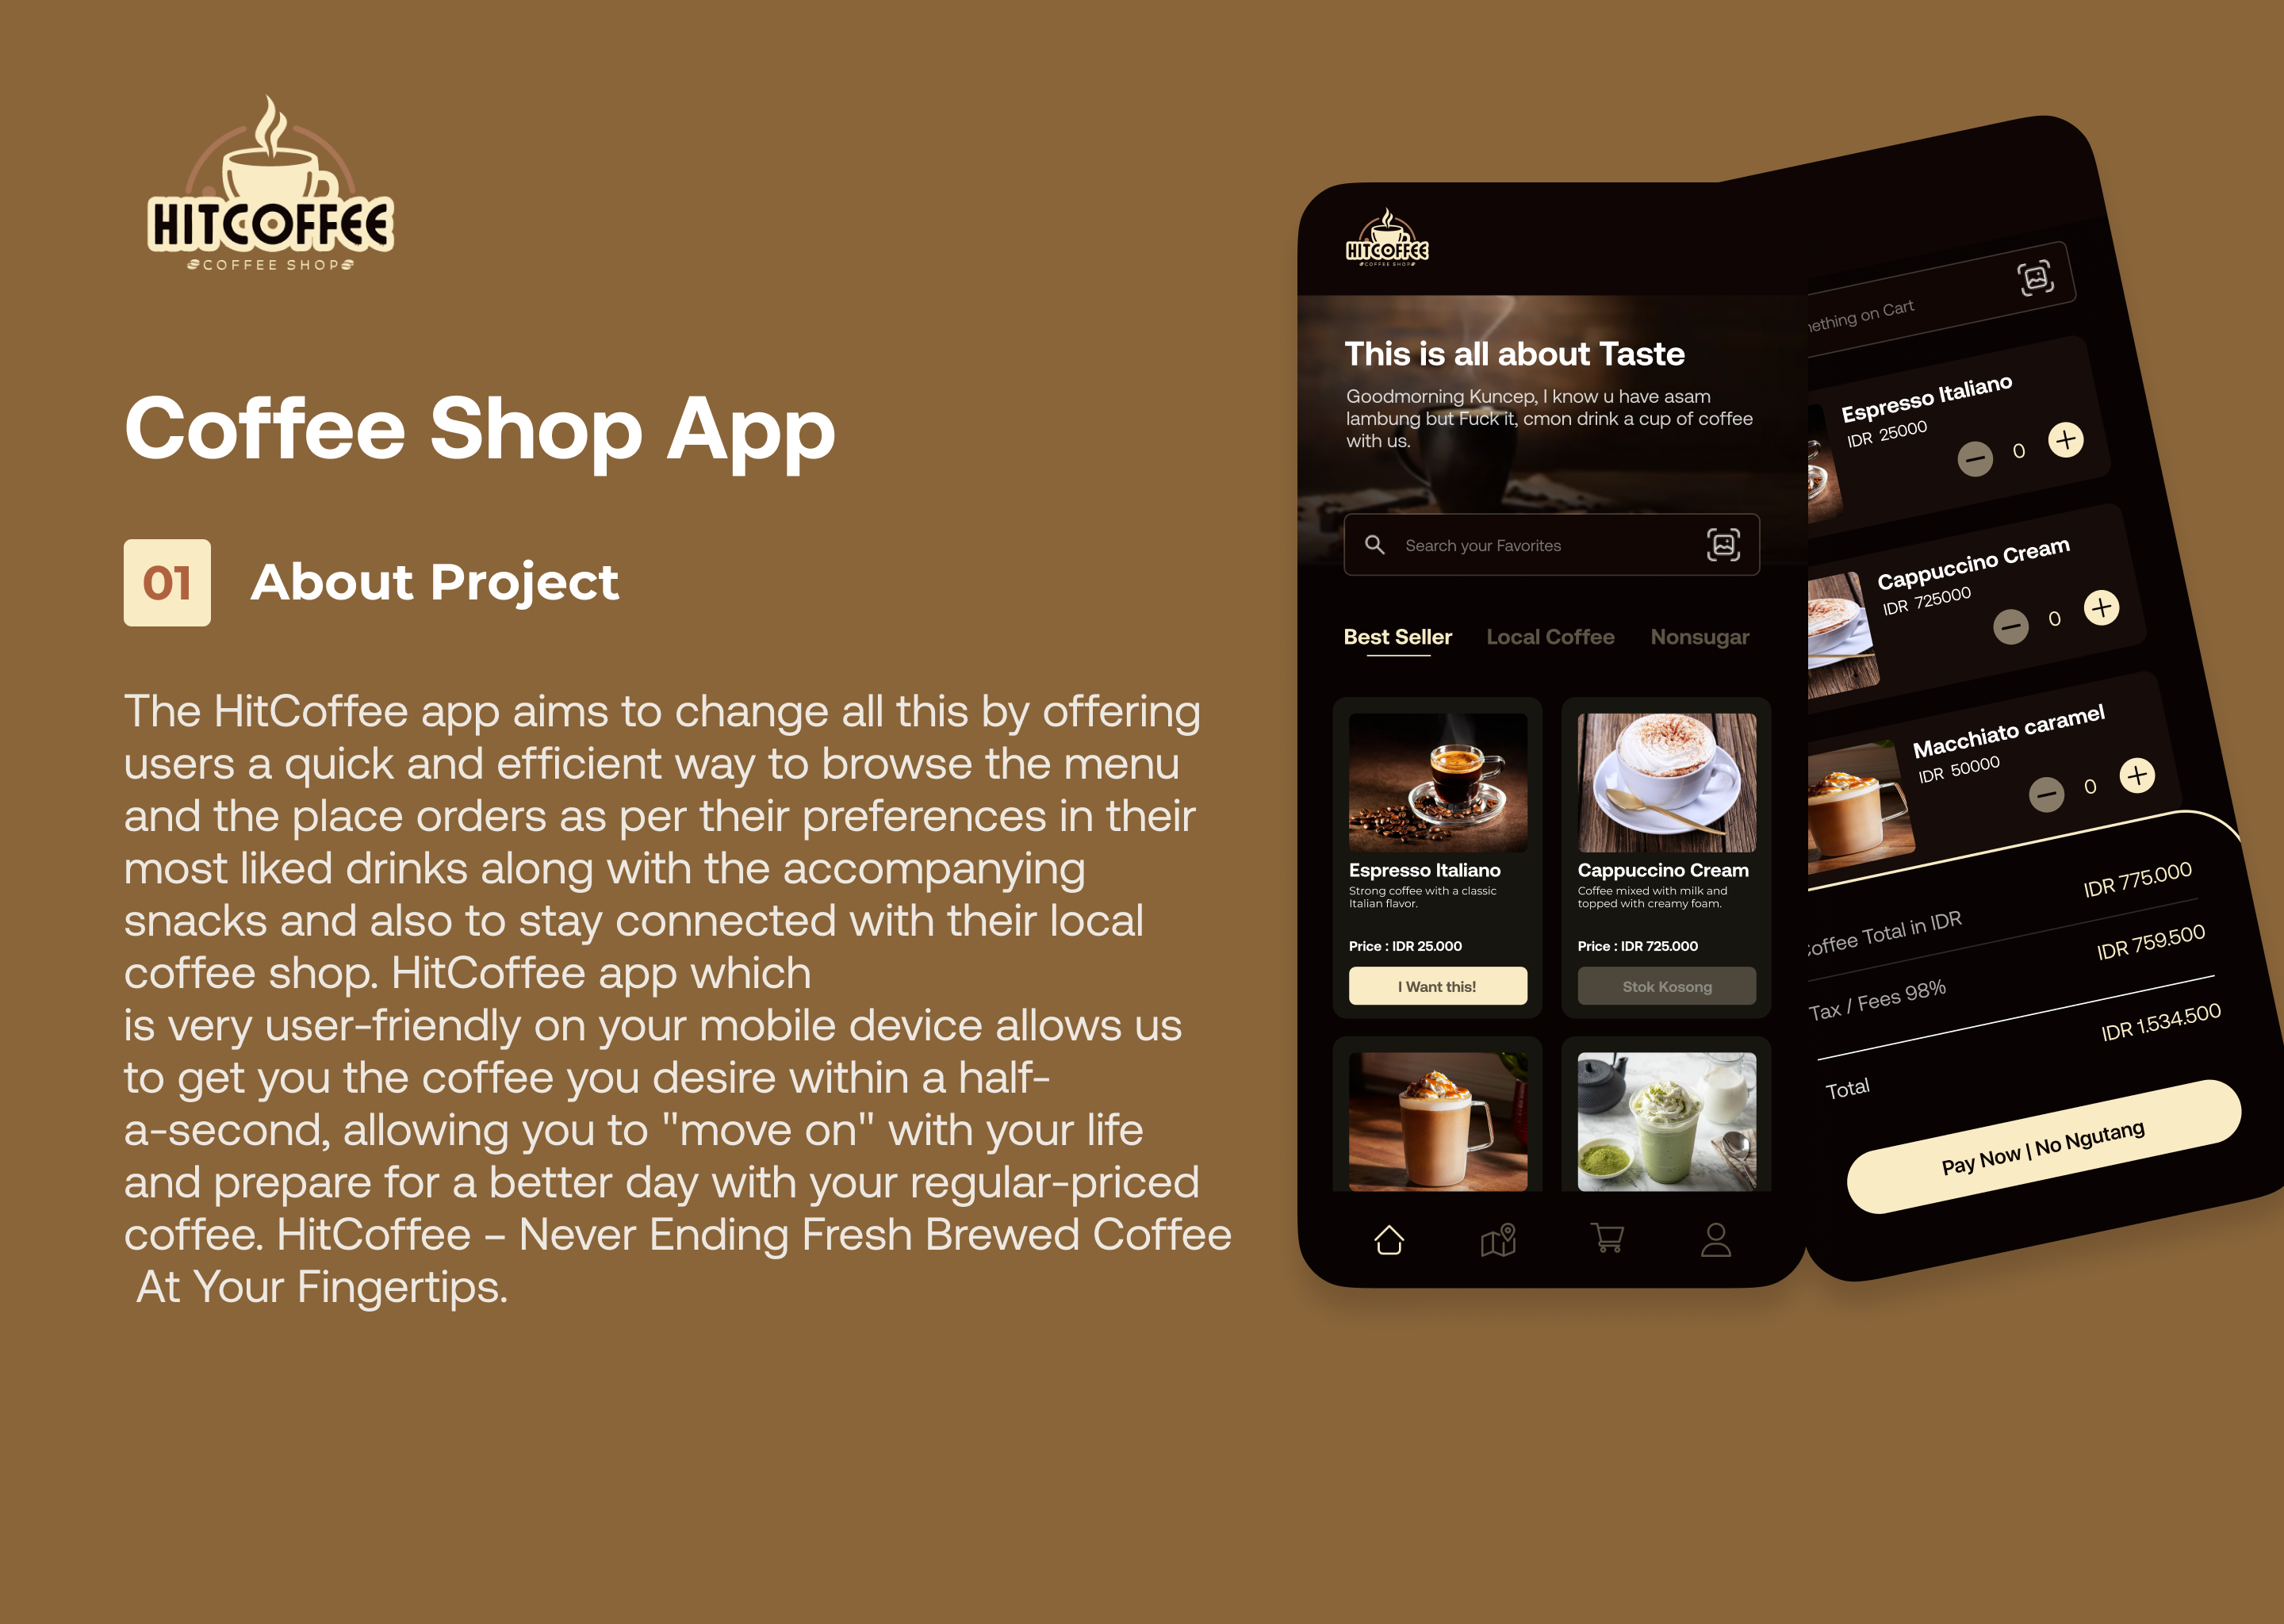 HITCOFFEE
COFFEE SHOP
Coffee Shop App
01
About Project
The HitCoffee app aims to change all this by offering
users a quick and efficient way to browse the menu
and the place orders as per their preferences in their
most liked drinks along with the accompanying
snacks and also to stay connected with their local
coffee shop. HitCoffee app which
is very user-friendly on your mobile device allows us
to get you the coffee you desire within a half-
a-second, allowing you to "move on" with your life
and prepare for a better day with your regular-priced
coffee. HitCoffee – Never Ending Fresh Brewed Coffee
At Your Fingertips.
HITCOFFEE
COFFEE SHOP
This is all about Taste
Goodmorning Kuncep, I know u have asam
lambung but Fuck it, cmon drink a cup of coffee
with us.
Search your Favorites
Best Seller Local Coffee Nonsugar
Espresso Italiano
Strong coffee with a classic
Italian flavor.
Price : IDR 25.000
I Want this!
Cappuccino Cream
Coffee mixed with milk and
topped with creamy foam.
Price : IDR 725.000
Stok Kosong
on Cart
Espresso Italiano
IDR 25000
0
Cappuccino Cream
IDR 725000
0
Macchiato caramel
IDR 50000
0
Coffee Total in IDR IDR 775.000
Tax / Fees 98% IDR 759.500
Total IDR 1.534.500
Pay Now | No Ngutang